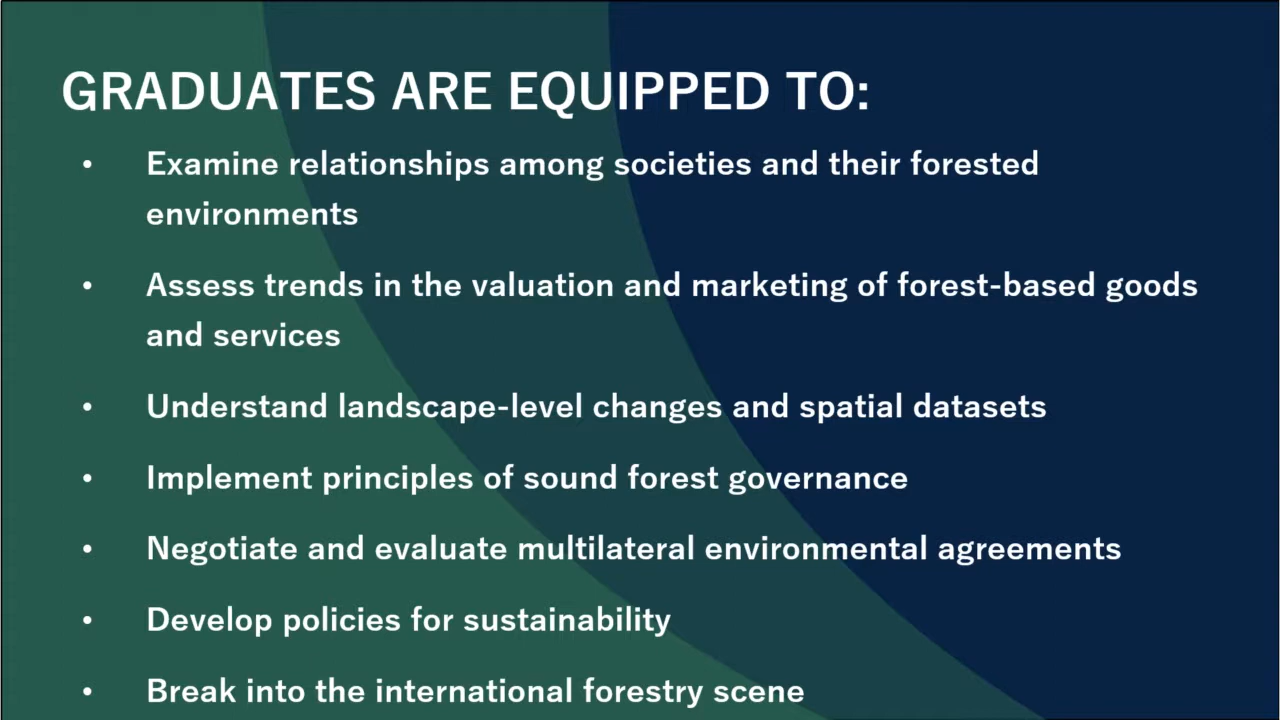 GRADUATES ARE EQUIPPED TO:
• Examine relationships among societies and their forested
environments
• Assess trends in the valuation and marketing of forest-based goods
and services
• Understand landscape-level changes and spatial datasets
• Implement principles of sound forest governance
• Negotiate and evaluate multilateral environmental agreements
• Develop policies for sustainability
• Break into the international forestry scene